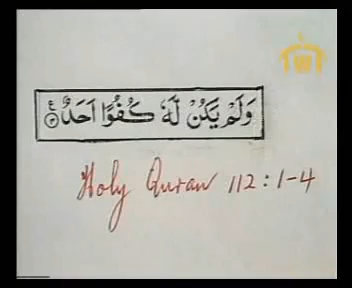 وَلَمْ يَكُنْ لَهٗ كُفُوًا اَحَدٌ
Holy Quran 112:1-4